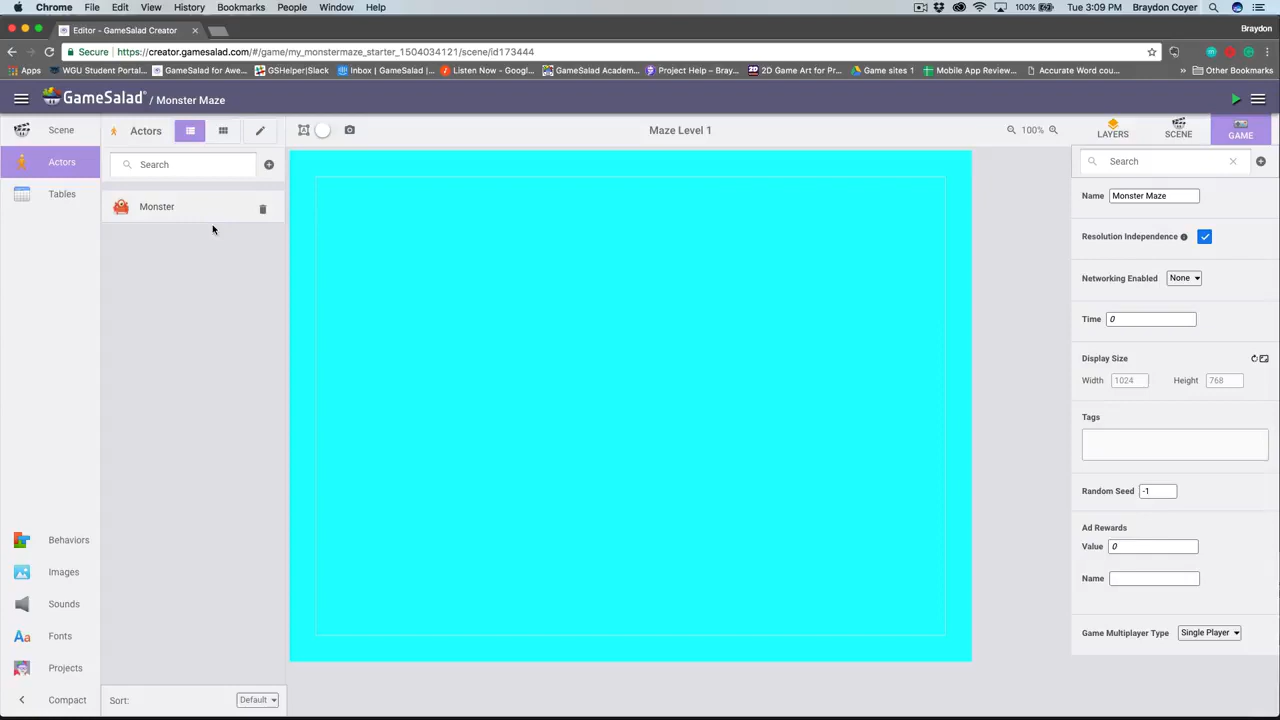 Chrome File Edit View History Bookmarks People Window Help 100% Tue 3:09 PM Braydon Coyer
Editor - GameSalad Creator Braydon
Secure https://creator.gamesalad.com/#/game/my_monstermaze_starter_1504034121/scene/id173444
Apps WGU Student Portal... GameSalad for Awe... GSHelper|Slack Inbox | GameSalad |... Listen Now - Googl... GameSalad Academ... Project Help – Bray... 2D Game Art for Pr... Game sites 1 Mobile App Review... Accurate Word cou... » Other Bookmarks
GameSalad® / Monster Maze
Scene Actors Maze Level 1 100% LAYERS SCENE GAME
Actors Search Search
Tables Name Monster Maze
Monster
Resolution Independence
Networking Enabled None
Time 0
Display Size
Width 1024 Height 768
Tags
Random Seed -1
Ad Rewards
Behaviors Value 0
Images Name
Sounds
Fonts Game Multiplayer Type Single Player
Projects
Compact Sort: Default